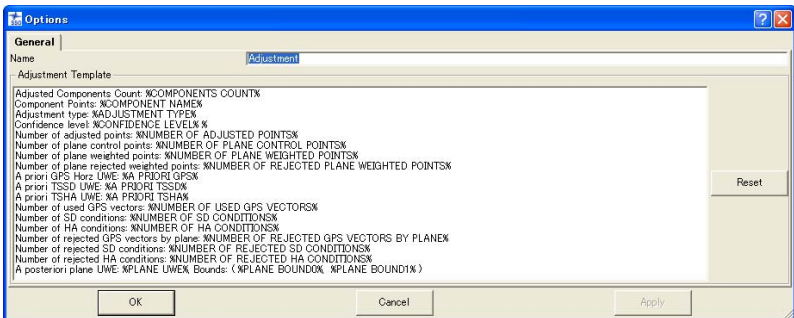 Options
General
Name Adjustment
Adjustment Template
Adjusted Components Count: %COMPONENTS COUNT%
Component Points: %COMPONENT NAME%
Adjustment type: %ADJUSTMENT TYPE%
Confidence level: %CONFIDENCE LEVEL% %
Number of adjusted points: %NUMBER OF ADJUSTED POINTS%
Number of plane control points: %NUMBER OF PLANE CONTROL POINTS%
Number of plane weighted points: %NUMBER OF PLANE WEIGHTED POINTS%
Number of plane rejected weighted points: %NUMBER OF REJECTED PLANE WEIGHTED POINTS%
A priori GPS Horz UWE: %A PRIORI GPS%
A priori TSSD UWE: %A PRIORI TSSD%
A priori TSHA UWE: %A PRIORI TSHA%
Number of used GPS vectors: %NUMBER OF USED GPS VECTORS%
Number of SD conditions: %NUMBER OF SD CONDITIONS%
Number of HA conditions: %NUMBER OF HA CONDITIONS%
Number of rejected GPS vectors by plane: %NUMBER OF REJECTED GPS VECTORS BY PLANE%
Number of rejected SD conditions: %NUMBER OF REJECTED SD CONDITIONS%
Number of rejected HA conditions: %NUMBER OF REJECTED HA CONDITIONS%
A posteriori plane UWE: %PLANE UWE%, Bounds: ( %PLANE BOUND0%, %PLANE BOUND1% )
Reset
OK Cancel Apply